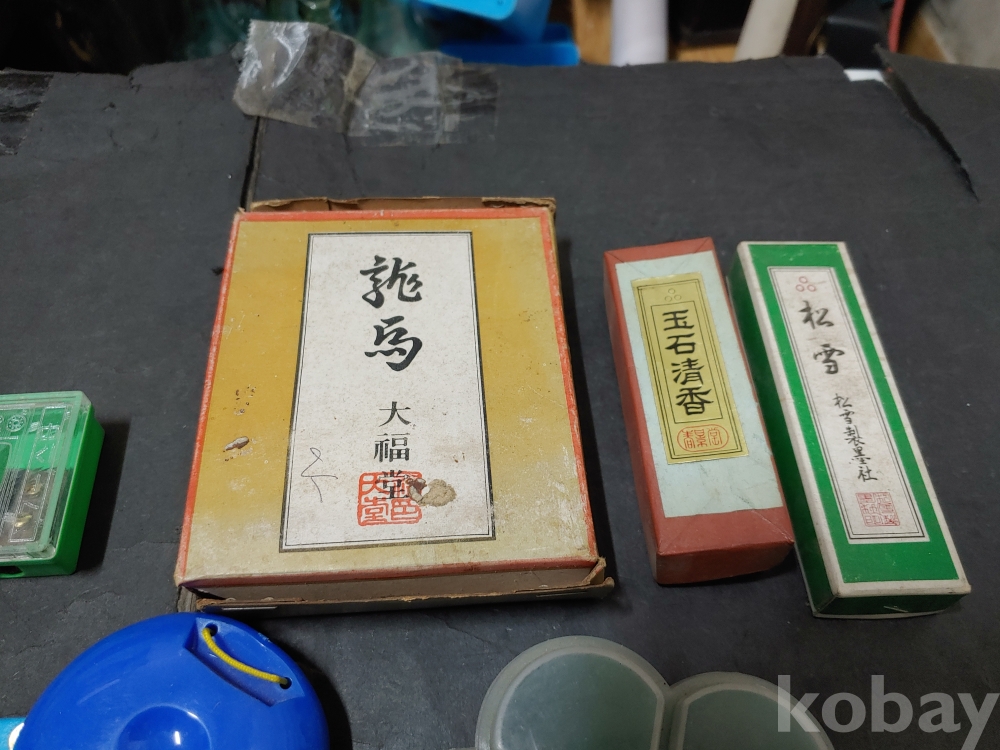 龍馬
大福堂
玉石清香
松雪
松雪製墨社
kobay